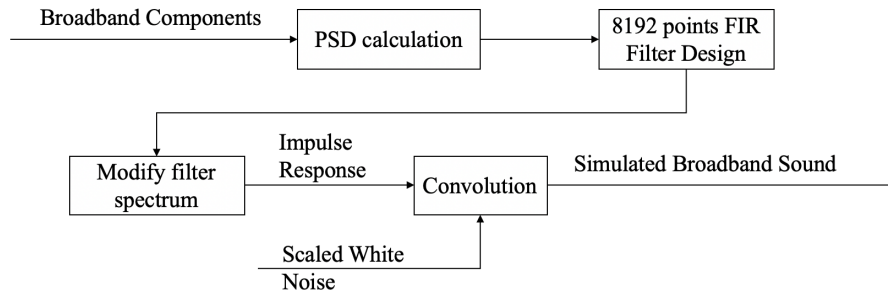 Broadband Components
PSD calculation
8192 points FIR
Filter Design
Modify filter
spectrum
Impulse
Response
Convolution
Simulated Broadband Sound
Scaled White
Noise